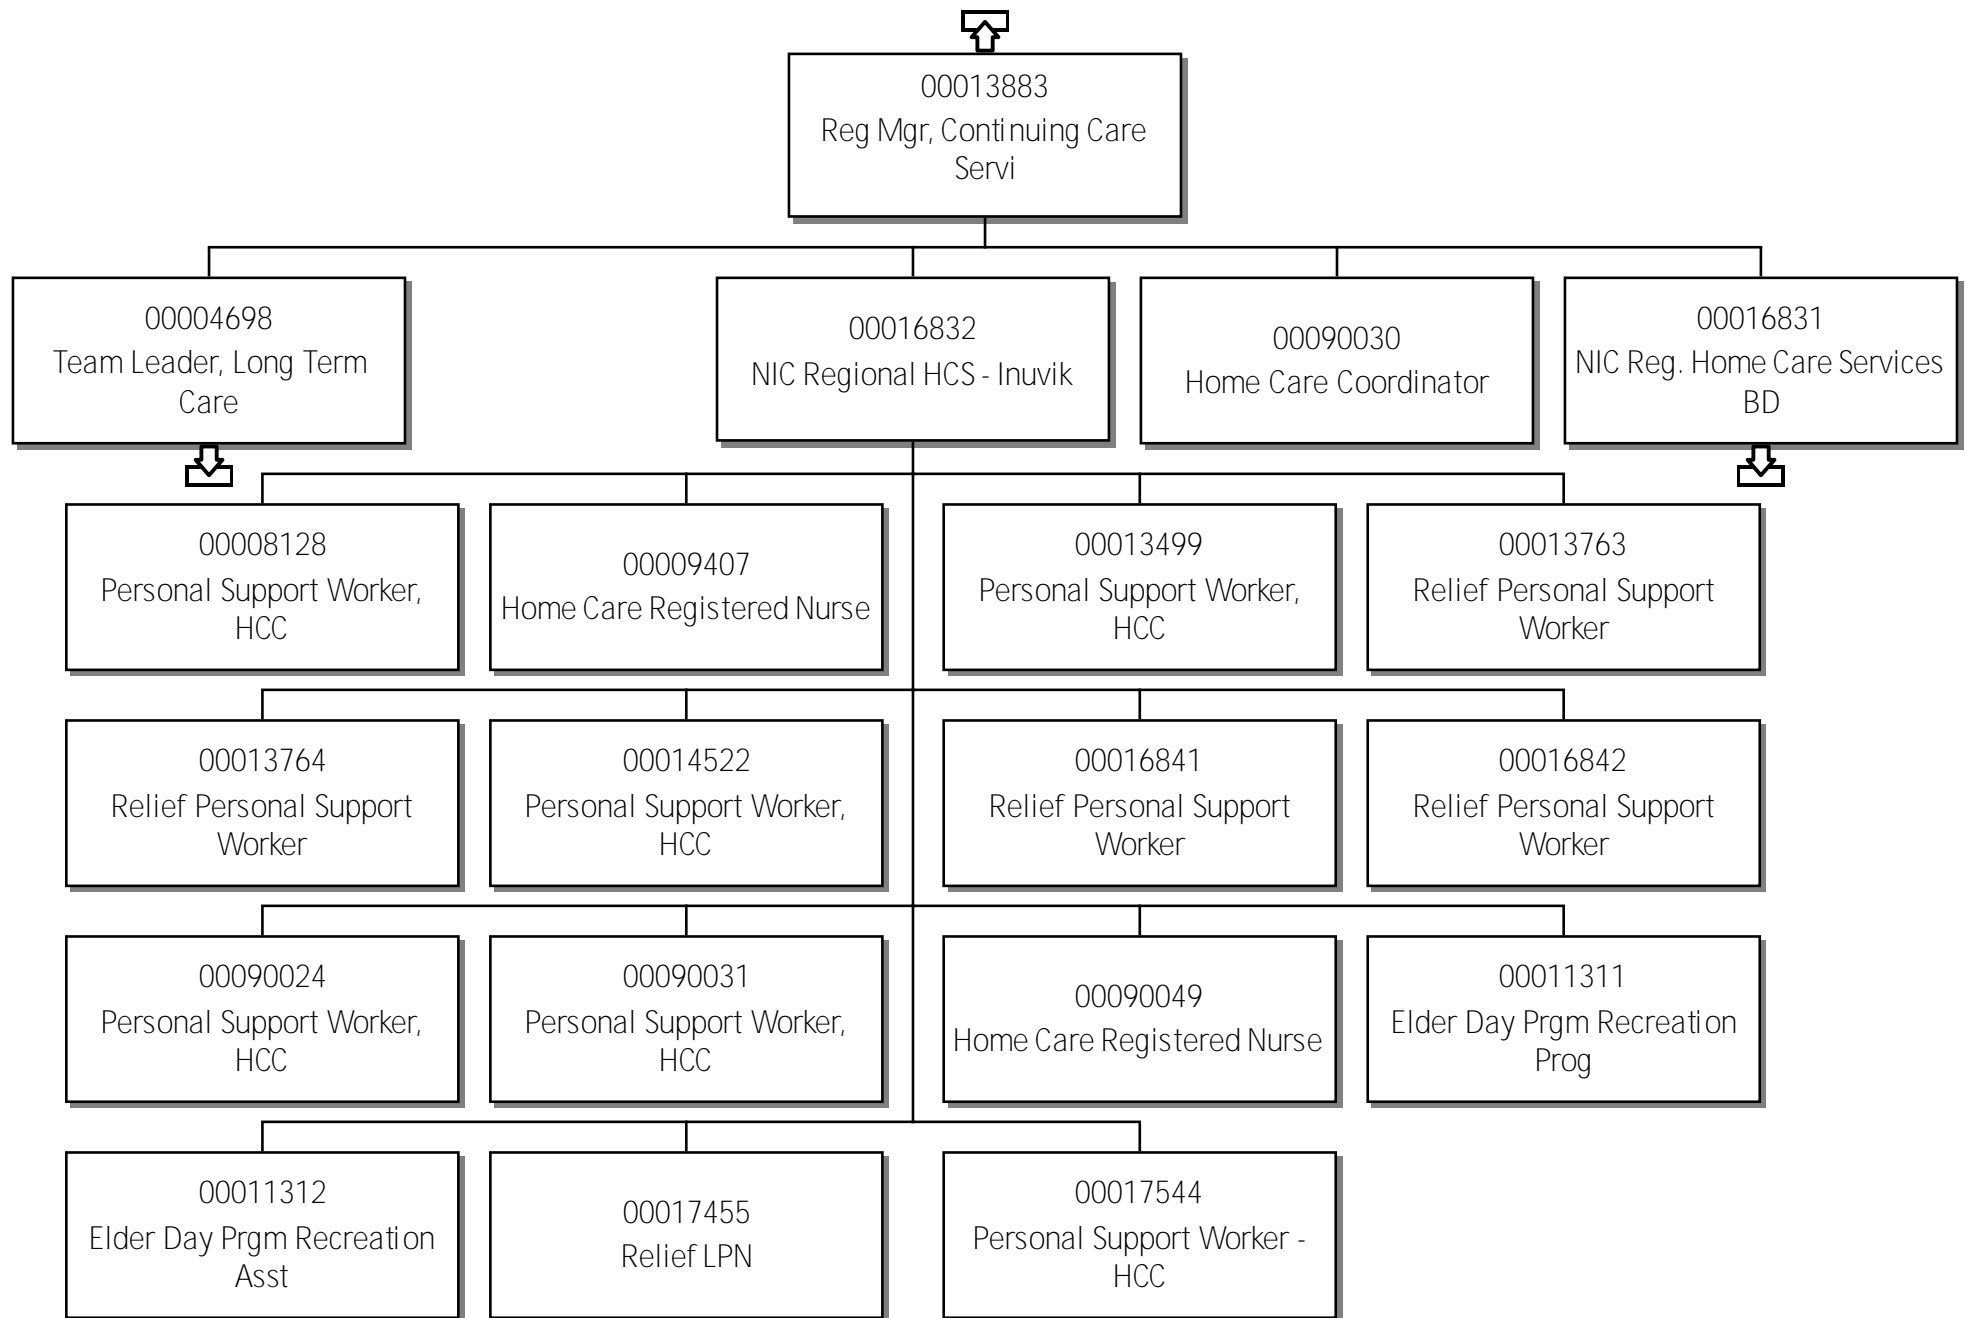 00013883
Reg Mgr, Continuing Care
Servi
00004698
Team Leader, Long Term
Care
00016832
NIC Regional HCS - Inuvik
00090030
Home Care Coordinator
00016831
NIC Reg. Home Care Services
BD
00008128
Personal Support Worker,
HCC
00009407
Home Care Registered Nurse
00013499
Personal Support Worker,
HCC
00013763
Relief Personal Support
Worker
00013764
Relief Personal Support
Worker
00014522
Personal Support Worker,
HCC
00016841
Relief Personal Support
Worker
00016842
Relief Personal Support
Worker
00090024
Personal Support Worker,
HCC
00090031
Personal Support Worker,
HCC
00090049
Home Care Registered Nurse
00011311
Elder Day Prgm Recreation
Prog
00011312
Elder Day Prgm Recreation
Asst
00017455
Relief LPN
00017544
Personal Support Worker -
HCC